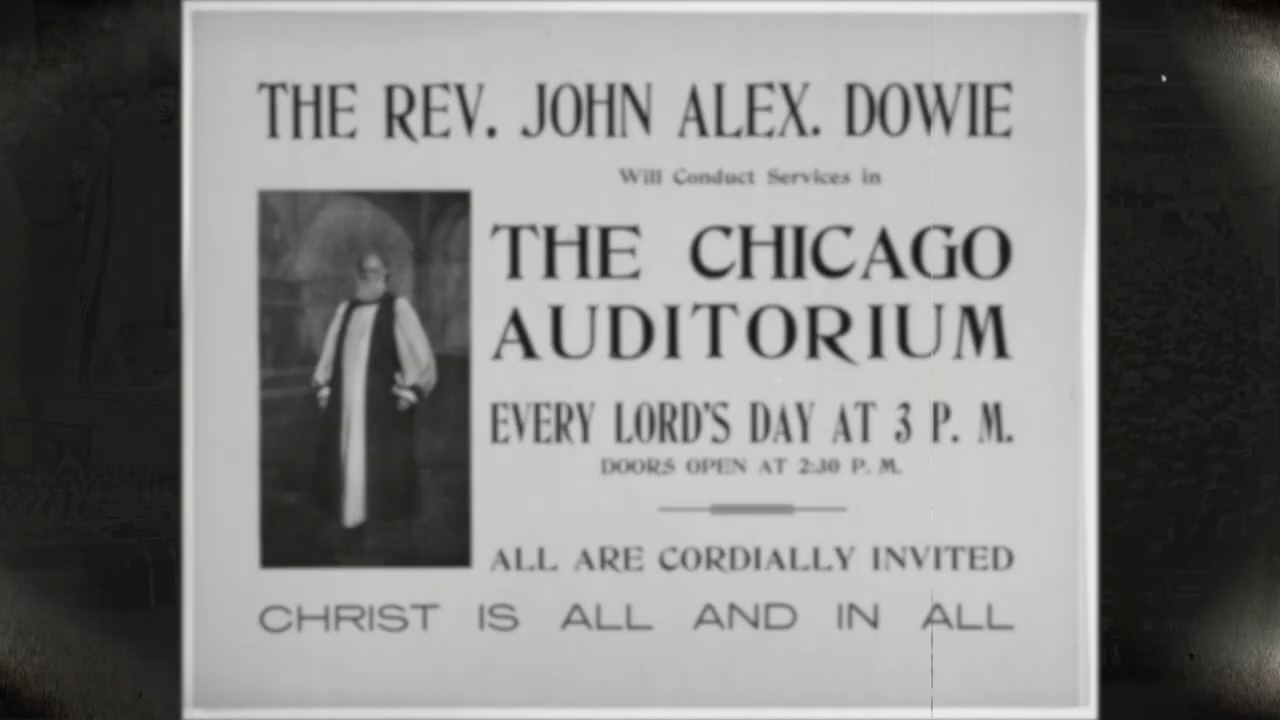 THE REV. JOHN ALEX. DOWIE
Will Conduct Services in
THE CHICAGO
AUDITORIUM
EVERY LORD'S DAY AT 3 P. M.
DOORS OPEN AT 2:30 P. M.
ALL ARE CORDIALLY INVITED
CHRIST IS ALL AND IN ALL